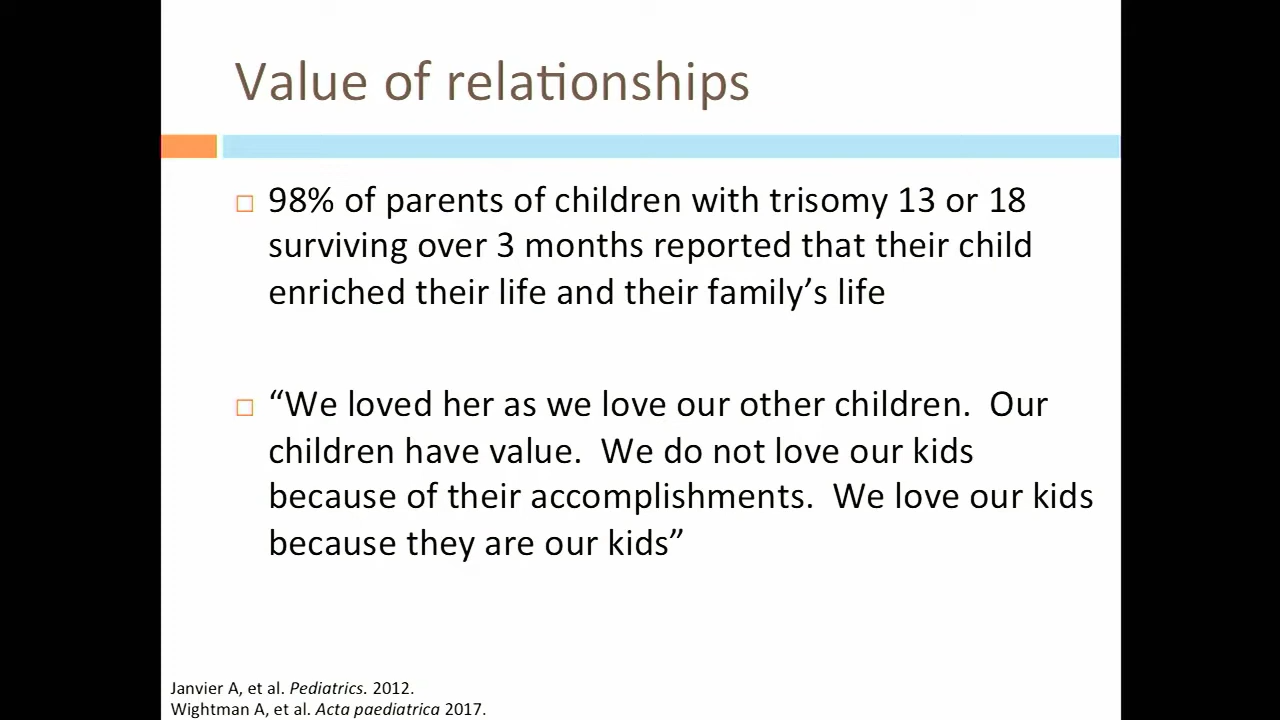 Value of relationships
98% of parents of children with trisomy 13 or 18
surviving over 3 months reported that their child
enriched their life and their family’s life
“We loved her as we love our other children.  Our
children have value.  We do not love our kids
because of their accomplishments.  We love our kids
because they are our kids”
Janvier A, et al. Pediatrics. 2012.
Wightman A, et al. Acta paediatrica 2017.